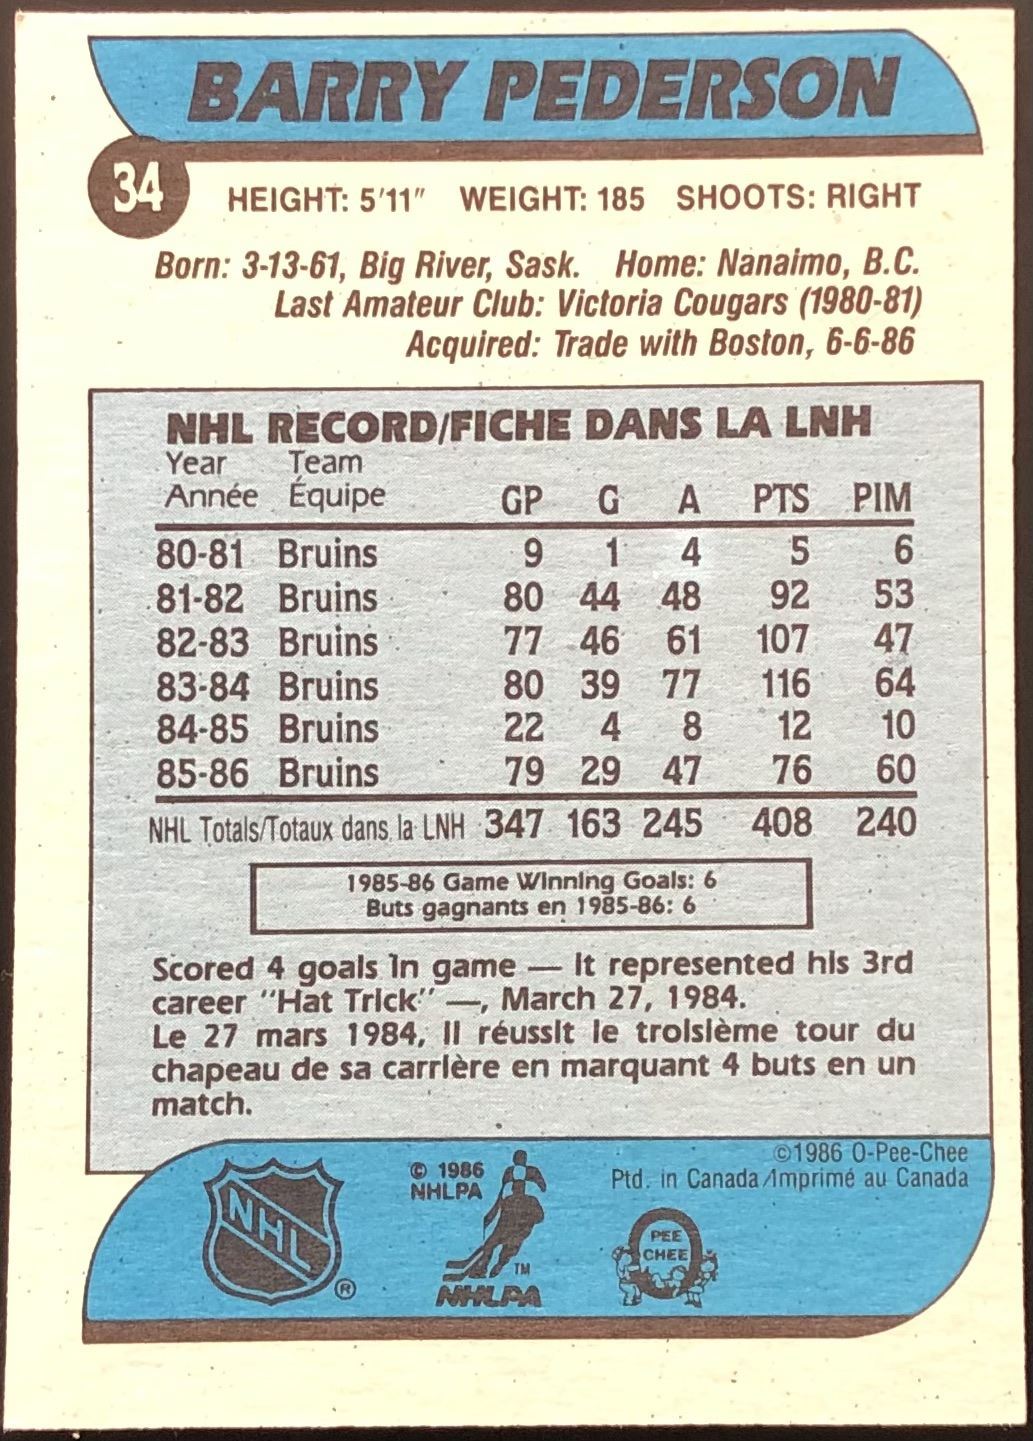 BARRY PEDERSON
34
HEIGHT: 5'11" WEIGHT: 185 SHOOTS: RIGHT
Born: 3-13-61, Big River, Sask. Home: Nanaimo, B.C.
Last Amateur Club: Victoria Cougars (1980-81)
Acquired: Trade with Boston, 6-6-86
NHL RECORD/FICHE DANS LA LNH
Year Team
Année Équipe GP G A PTS PIM
80-81 Bruins 9 1 4 5 6
81-82 Bruins 80 44 48 92 53
82-83 Bruins 77 46 61 107 47
83-84 Bruins 80 39 77 116 64
84-85 Bruins 22 4 8 12 10
85-86 Bruins 79 29 47 76 60
NHL Totals/Totaux dans la LNH 347 163 245 408 240
1985-86 Game Winning Goals: 6
Buts gagnants en 1985-86: 6
Scored 4 goals in game — It represented his 3rd
career "Hat Trick" —, March 27, 1984.
Le 27 mars 1984, il réussit le troisième tour du
chapeau de sa carrière en marquant 4 buts en un
match.
©1986 O-Pee-Chee
Ptd. in Canada/Imprimé au Canada
© 1986
NHLPA
NHL
®
TM
NHLPA
PEE
CHEE